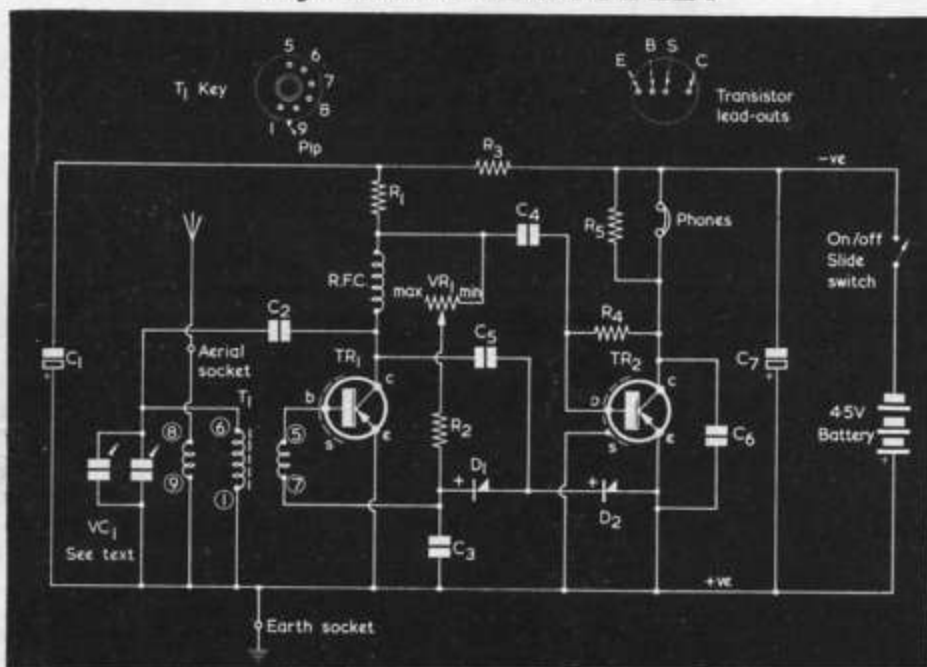 5
6
B S
E C
T1 Key
7
Transistor
lead-outs
8
1 9
Pip
R3
-ve
R1
C4
R5
Phones
On/off
Slide
switch
R.F.C.
max VR1 min
C2
R4
C1
Aerial
socket
TR1
C5
TR2
C7
T1
c
c
4·5V
Battery
b
R2
b
C6
8
6
5
s
e
s
e
D1
+
+
9
1
7
D2
VC1
See text
C3
+ve
Earth socket
+
+
+